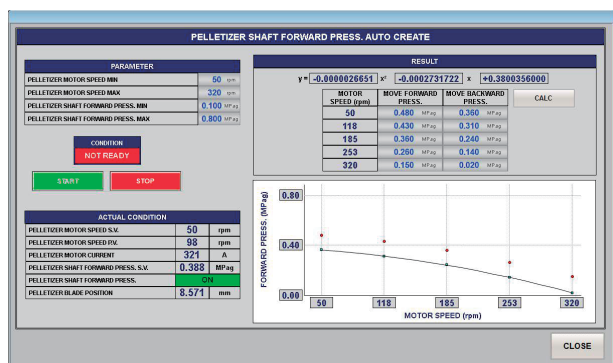 PELLETIZER SHAFT FORWARD PRESS. AUTO CREATE
PARAMETER
PELLETIZER MOTOR SPEED MIN 50 rpm
PELLETIZER MOTOR SPEED MAX 320 rpm
PELLETIZER SHAFT FORWARD PRESS. MIN 0.100 MPag
PELLETIZER SHAFT FORWARD PRESS. MAX 0.800 MPag
CONDITION
NOT READY
START STOP
ACTUAL CONDITION
PELLETIZER MOTOR SPEED S.V. 50 rpm
PELLETIZER MOTOR SPEED P.V. 98 rpm
PELLETIZER MOTOR CURRENT 321 A
PELLETIZER SHAFT FORWARD PRESS. S.V. 0.388 MPag
PELLETIZER SHAFT FORWARD PRESS. ON
PELLETIZER BLADE POSITION 8.571 mm
RESULT
y = -0.0000026651 x² -0.0002731722 x +0.3800356000
MOTOR SPEED (rpm) MOVE FORWARD PRESS. MOVE BACKWARD PRESS.
50 0.480 MPag 0.360 MPag
118 0.430 MPag 0.310 MPag
185 0.360 MPag 0.240 MPag
253 0.260 MPag 0.140 MPag
320 0.150 MPag 0.020 MPag
CALC
FORWARD PRESS. (MPag)
0.80
0.40
0.00
50 118 185 253 320
MOTOR SPEED (rpm)
CLOSE